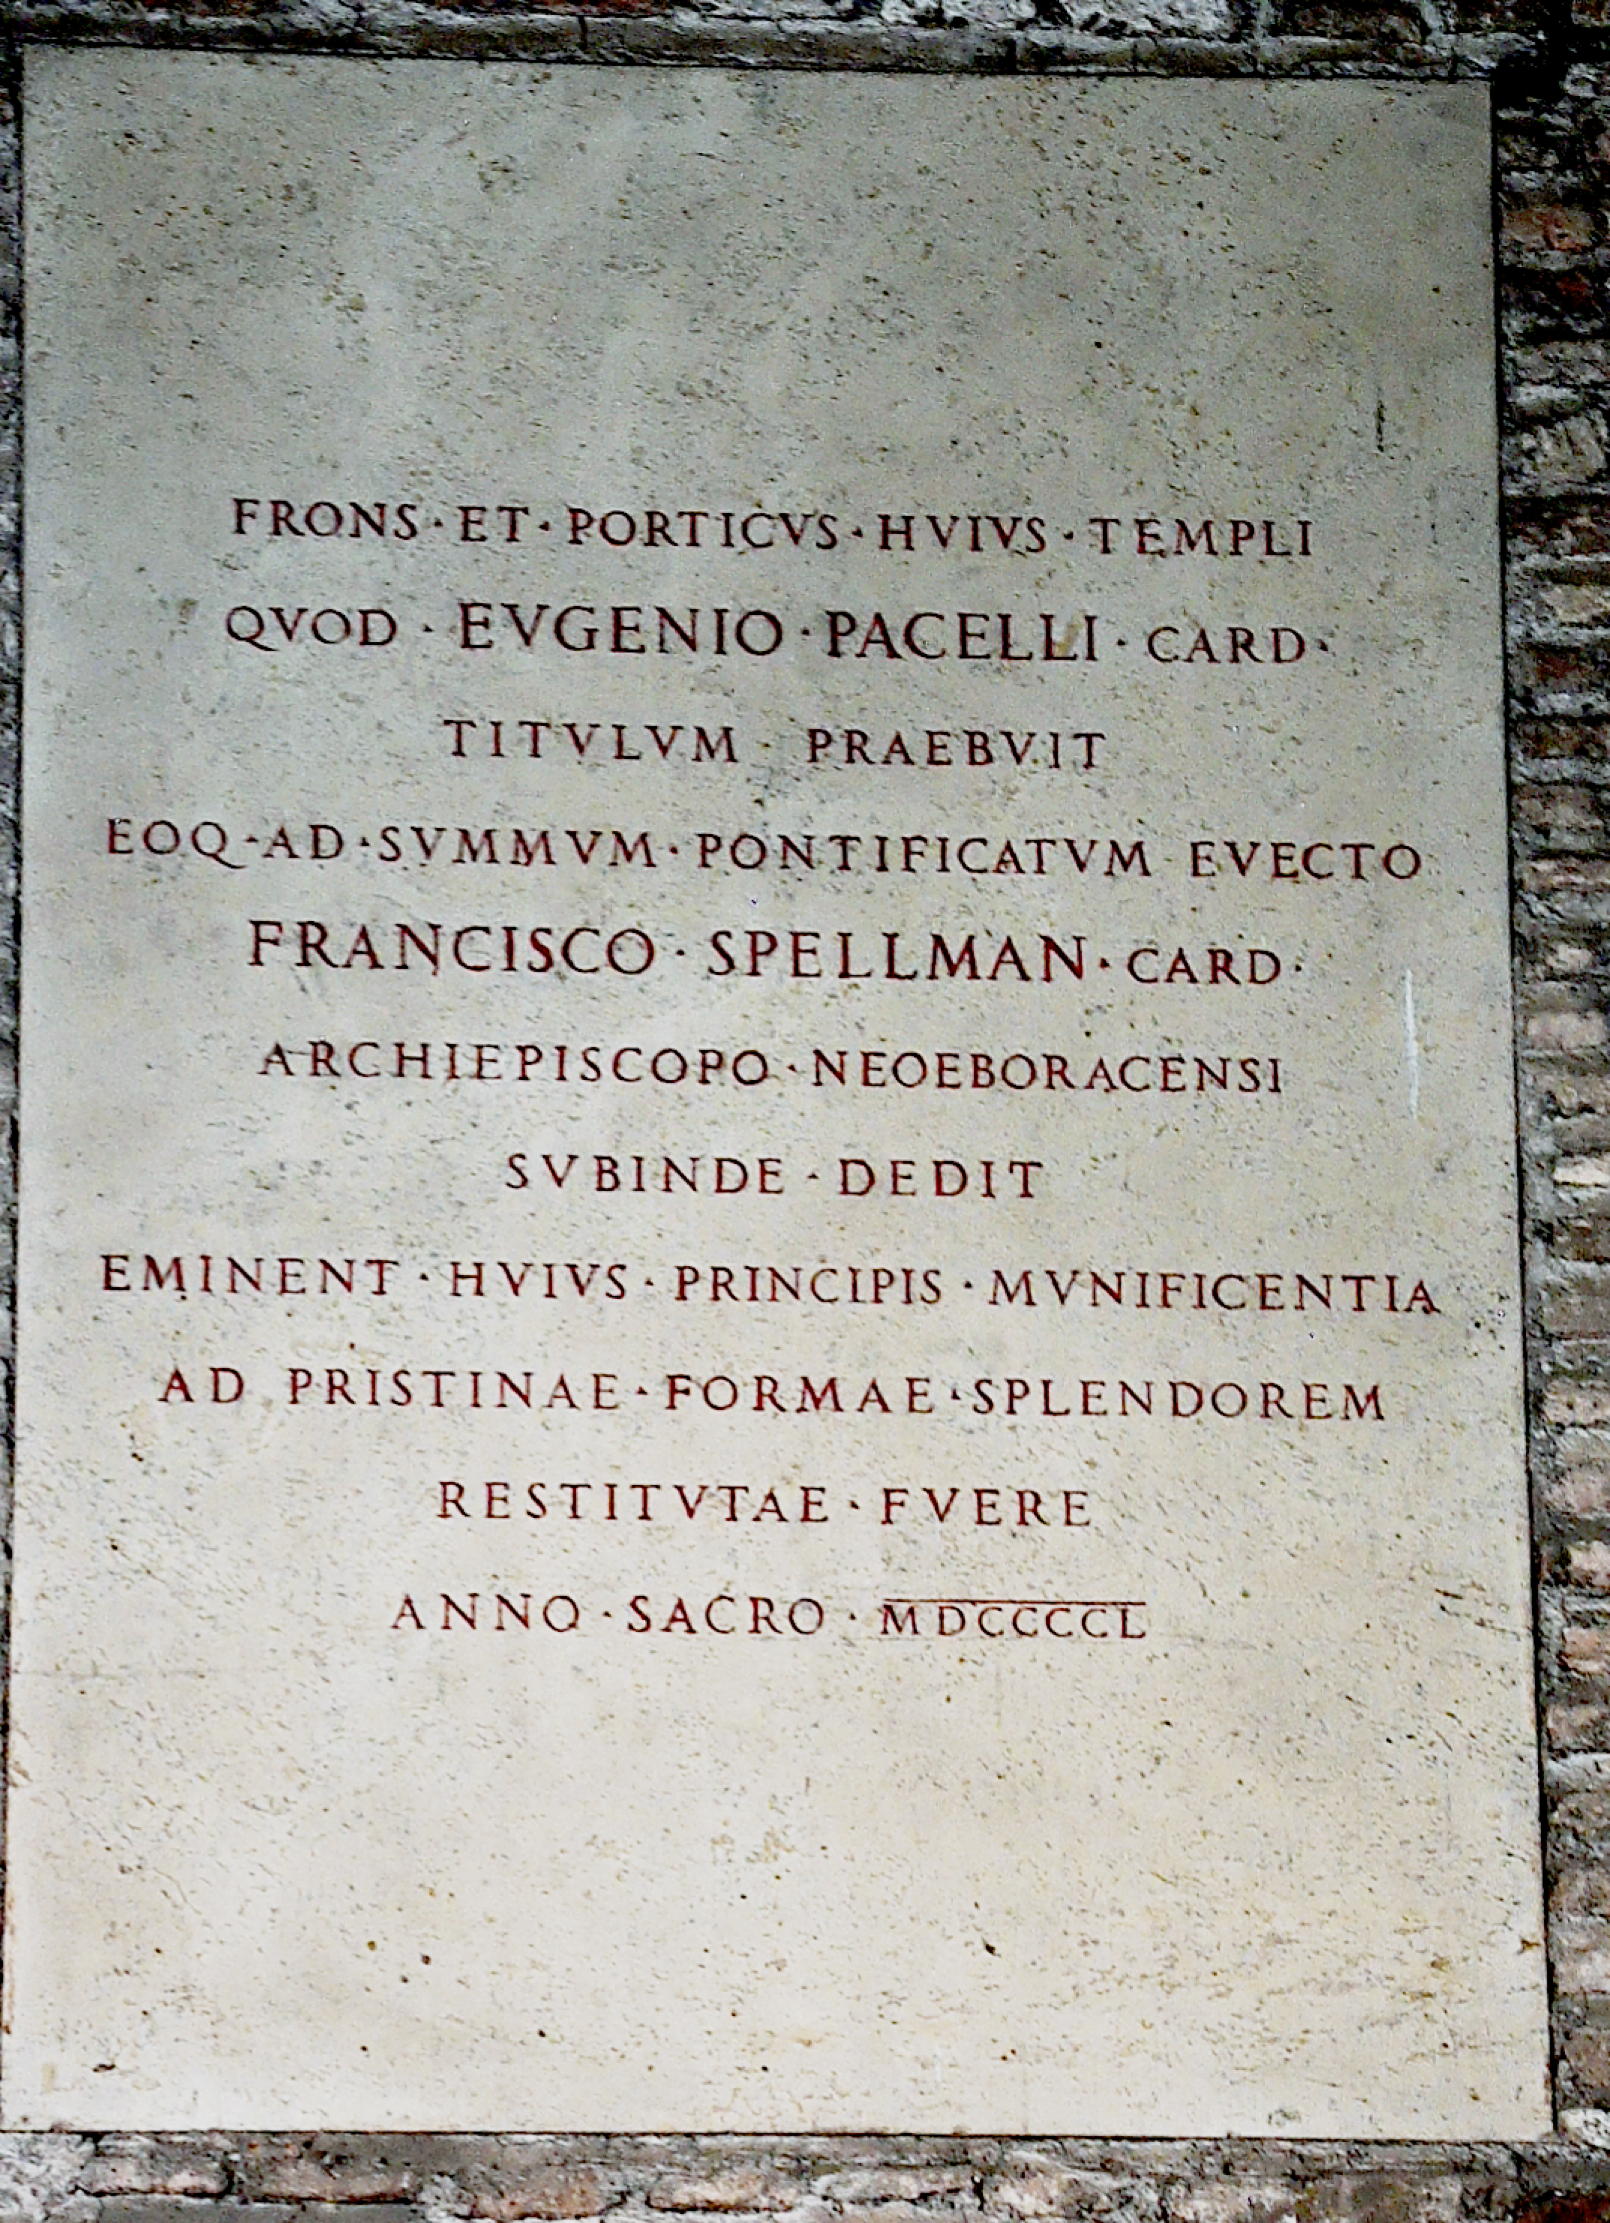 FRONS · ET · PORTICVS · HVIVS · TEMPLI
QVOD · EVGENIO · PACELLI · CARD ·
TITVLVM · PRAEBVIT
EOQ · AD · SVMMVM · PONTIFICATVM · EVECTO
FRANCISCO · SPELLMAN · CARD ·
ARCHIEPISCOPO · NEOEBORACENSI
SVBINDE · DEDIT
EMINENT · HVIVS · PRINCIPIS · MVNIFICENTIA
AD PRISTINAE · FORMAE · SPLENDOREM
RESTITVTAE · FVERE
ANNO · SACRO · MDCCCCL